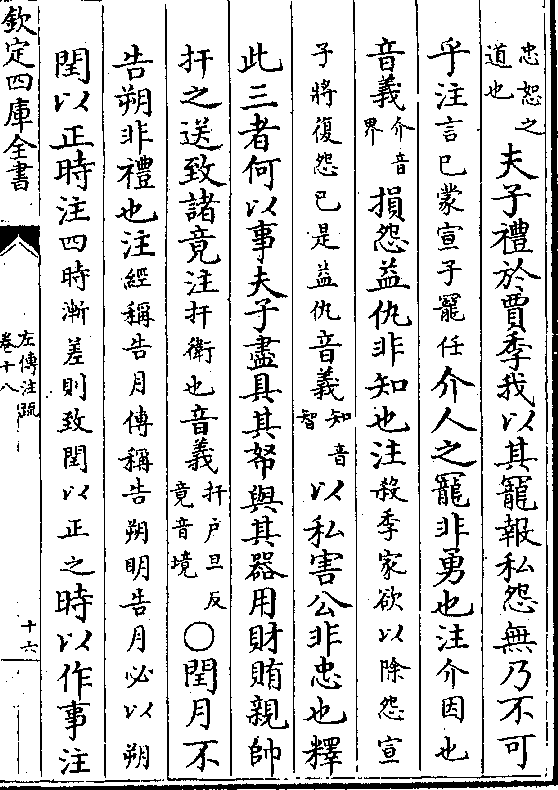 忠恕之
道也
夫子禮於賈季我以其寵報私怨無乃不可
乎注言已蒙宣子寵任介人之寵非勇也注介因也
音義介音
界
損怨益仇非知也注殺季家欲以除怨宣
子將復怨已是益仇音義知音
智
以私害公非忠也釋
此三者何以事夫子盡具其帑與其器用財賄親帥
扞之送致諸竟注扞衛也音義扞戶旦反
竟音境
○閏月不
告朔非禮也注經稱告月傳稱告朔明告月必以朔
閏以正時注四時漸差則致閏以正之時以作事注
欽定四庫全書
左傳注疏
卷十八
十六